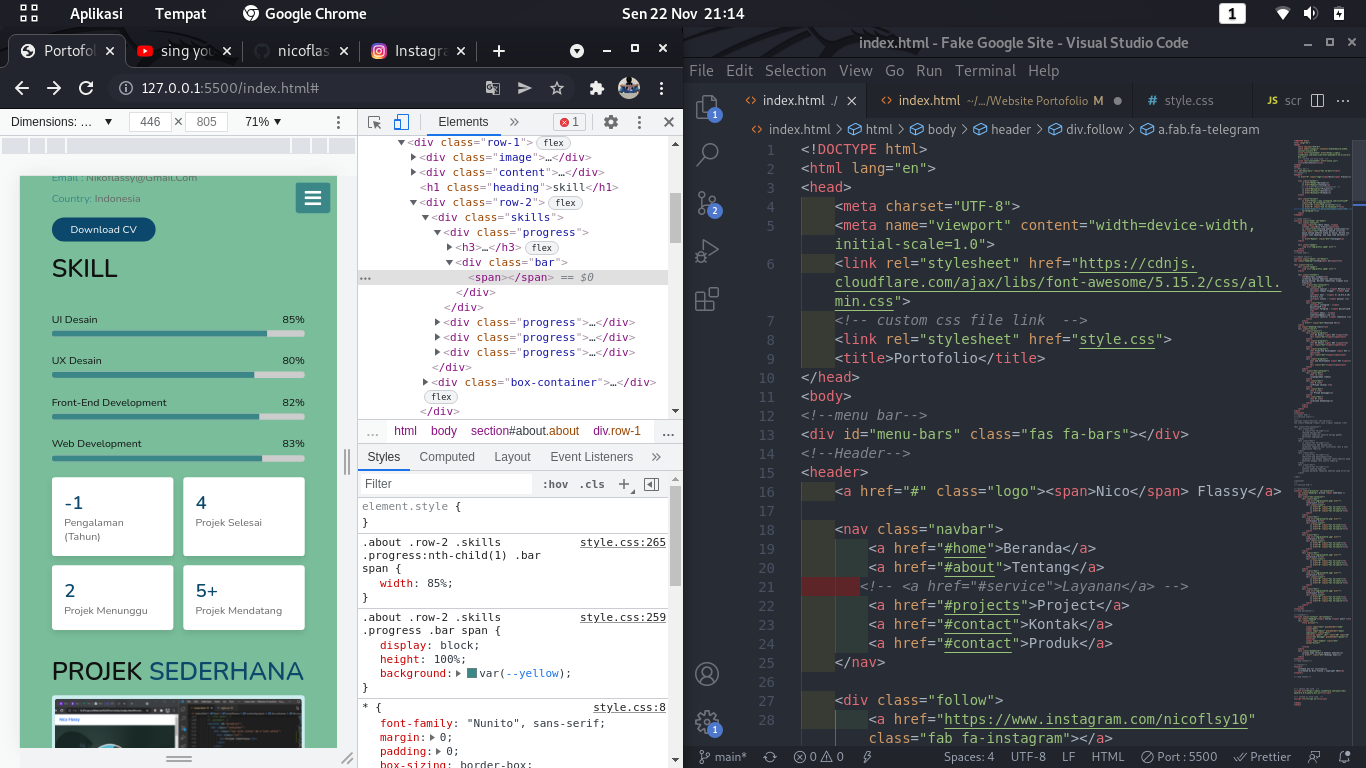 Aplikasi Tempat Google Chrome Sen 22 Nov 21:14 1
Portofol sing you nicoflas Instagra
127.0.0.1:5500/index.html#
Dimensions: ... 446 × 805 71%
Email : Nikorlassy@Gmail.Com
Country: Indonesia
Download CV
SKILL
UI Desain 85%
UX Desain 80%
Front-End Development 82%
Web Development 83%
-1
Pengalaman
(Tahun)
4
Projek Selesai
2
Projek Menunggu
5+
Projek Mendatang
PROJEK SEDERHANA
Elements » 1
<div class="row-1"> flex
<div class="image">…</div>
<div class="content">…</div>
<h1 class="heading">skill</h1>
<div class="row-2"> flex
<div class="skills">
<div class="progress">
<h3>…</h3> flex
<div class="bar">
… <span></span> == $0
</div>
</div>
<div class="progress">…</div>
<div class="progress">…</div>
<div class="progress">…</div>
</div>
<div class="box-container">…</div>
flex
</div>
… html body section#about.about div.row-1 …
Styles Computed Layout Event Listeners »
Filter :hov .cls +
element.style {
}
.about .row-2 .skills style.css:265
.progress:nth-child(1) .bar
span {
width: 85%;
}
.about .row-2 .skills style.css:259
.progress .bar span {
display: block;
height: 100%;
background: var(--yellow);
}
* { style.css:8
font-family: "Nunito", sans-serif;
margin: 0;
padding: 0;
box-sizing: border-box;
index.html - Fake Google Site - Visual Studio Code
File Edit Selection View Go Run Terminal Help
index.html ./ index.html ~/.../Website Portofolio M style.css JS scr
index.html html body header div.follow a.fab.fa-telegram
1 <!DOCTYPE html>
2 <html lang="en">
3 <head>
4 <meta charset="UTF-8">
5 <meta name="viewport" content="width=device-width,
initial-scale=1.0">
6 <link rel="stylesheet" href="https://cdnjs.
cloudflare.com/ajax/libs/font-awesome/5.15.2/css/all.
min.css">
7 <!-- custom css file link -->
8 <link rel="stylesheet" href="style.css">
9 <title>Portofolio</title>
10 </head>
11 <body>
12 <!--menu bar-->
13 <div id="menu-bars" class="fas fa-bars"></div>
14 <!--Header-->
15 <header>
16 <a href="#" class="logo"><span>Nico</span> Flassy</a>
17
18 <nav class="navbar">
19 <a href="#home">Beranda</a>
20 <a href="#about">Tentang</a>
21 <!-- <a href="#service">Layanan</a> -->
22 <a href="#projects">Project</a>
23 <a href="#contact">Kontak</a>
24 <a href="#contact">Produk</a>
25 </nav>
26
27 <div class="follow">
28 <a href="https://www.instagram.com/nicoflsy10"
class="fab fa-instagram"></a>
1
2
1
main* 0 0 Spaces: 4 UTF-8 LF HTML Port : 5500 Prettier